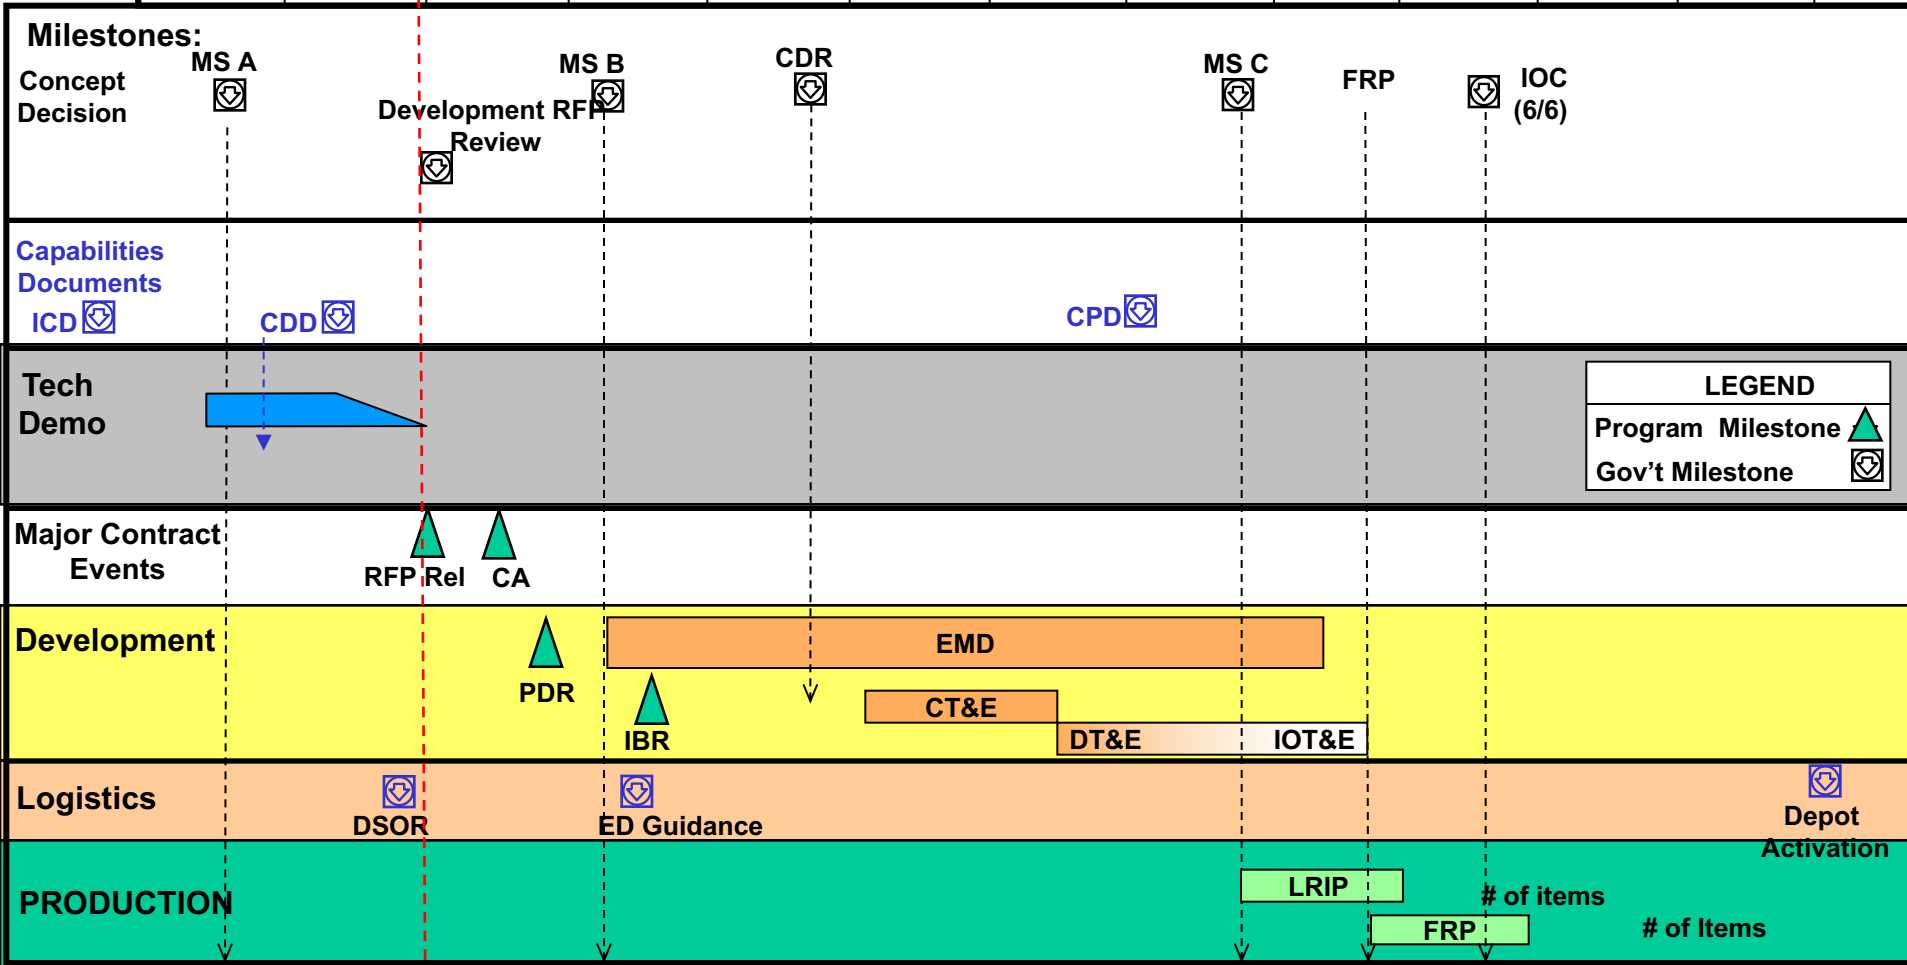 Milestones:
Concept
Decision
MS A
Development RFP
Review
MS B
CDR
MS C
FRP
IOC
(6/6)
Capabilities
Documents
ICD
CDD
CPD
Tech
Demo
LEGEND
Program Milestone
Gov't Milestone
Major Contract
Events
RFP Rel
CA
Development
PDR
IBR
EMD
CT&E
DT&E
IOT&E
Logistics
DSOR
ED Guidance
Depot
Activation
PRODUCTION
LRIP
# of items
FRP
# of Items